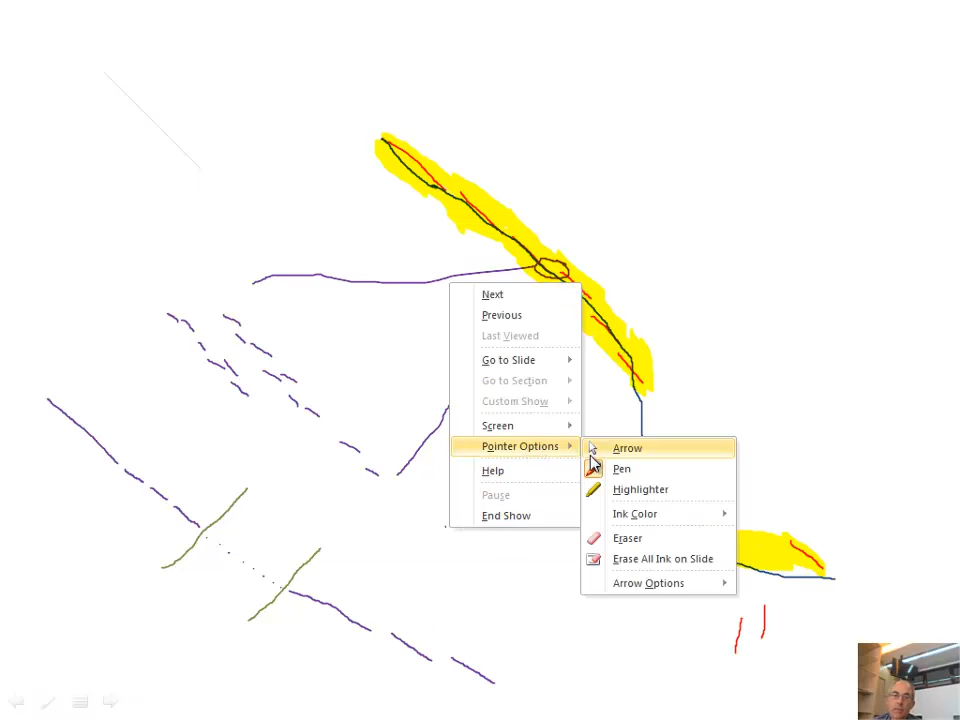 Next
Previous
Last Viewed
Go to Slide
Go to Section
Custom Show
Screen
Pointer Options
Help
Pause
End Show
Arrow
Pen
Highlighter
Ink Color
Eraser
Erase All Ink on Slide
Arrow Options